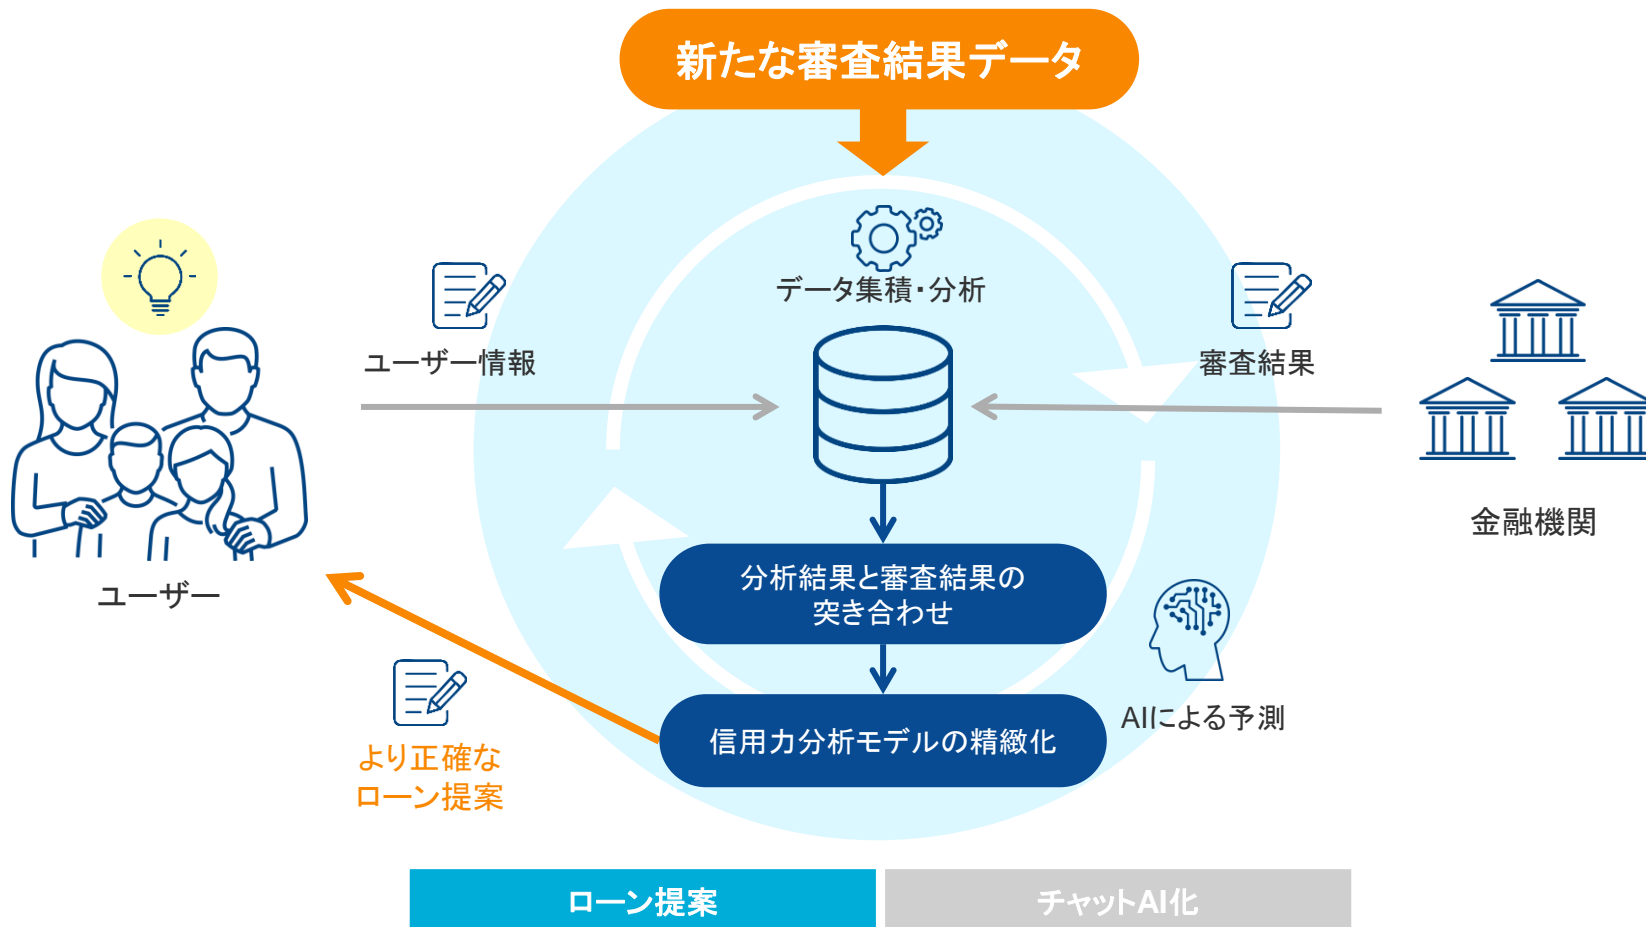 新たな審査結果データ
データ集積・分析
ユーザー情報
審査結果
金融機関
ユーザー
分析結果と審査結果の
突き合わせ
AIによる予測
信用力分析モデルの精緻化
より正確な
ローン提案
ローン提案
チャットAI化